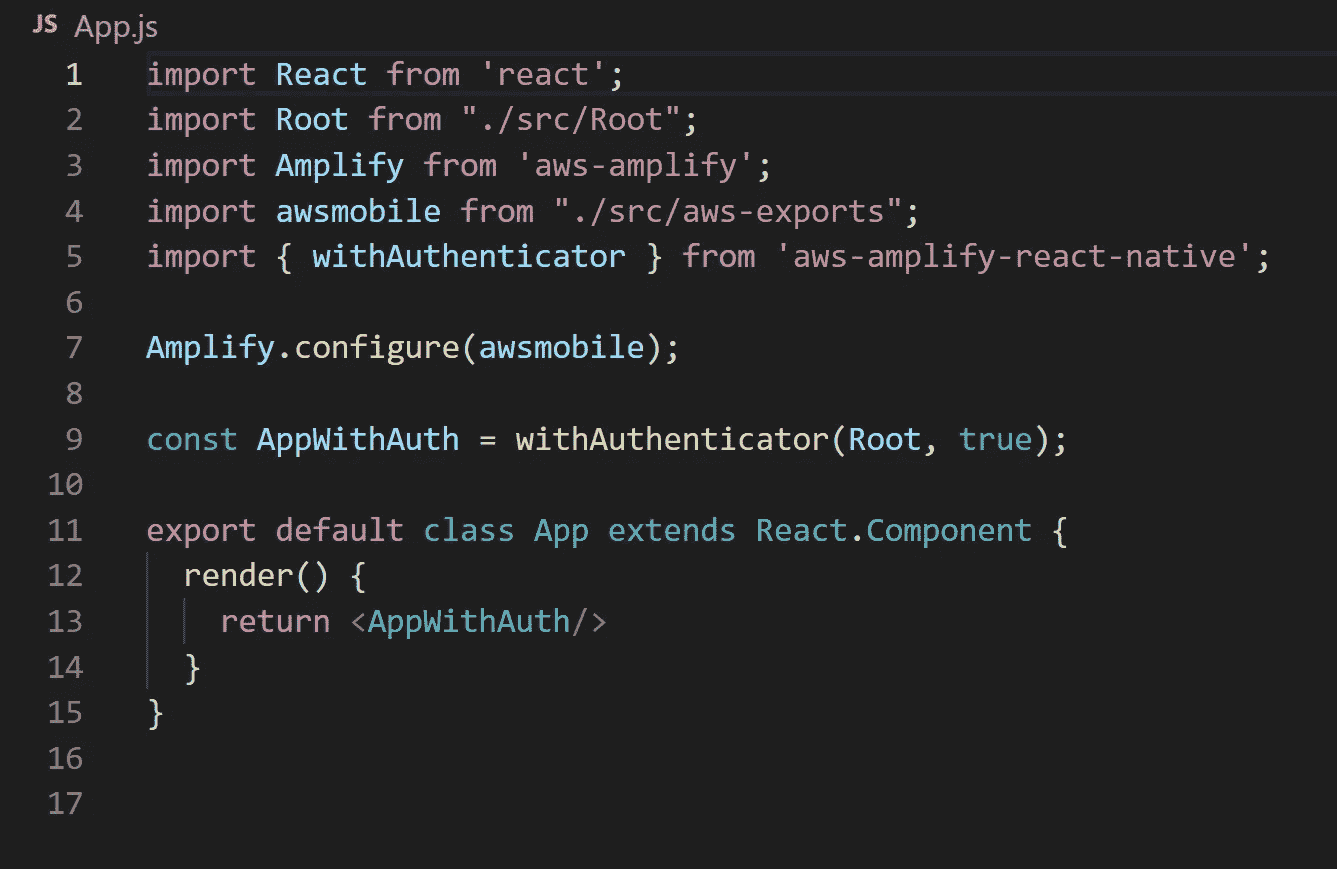 JS App.js
1 import React from 'react';
2 import Root from "./src/Root";
3 import Amplify from 'aws-amplify';
4 import awsmobile from "./src/aws-exports";
5 import { withAuthenticator } from 'aws-amplify-react-native';
6
7 Amplify.configure(awsmobile);
8
9 const AppWithAuth = withAuthenticator(Root, true);
10
11 export default class App extends React.Component {
12   render() {
13     return <AppWithAuth/>
14   }
15 }
16
17